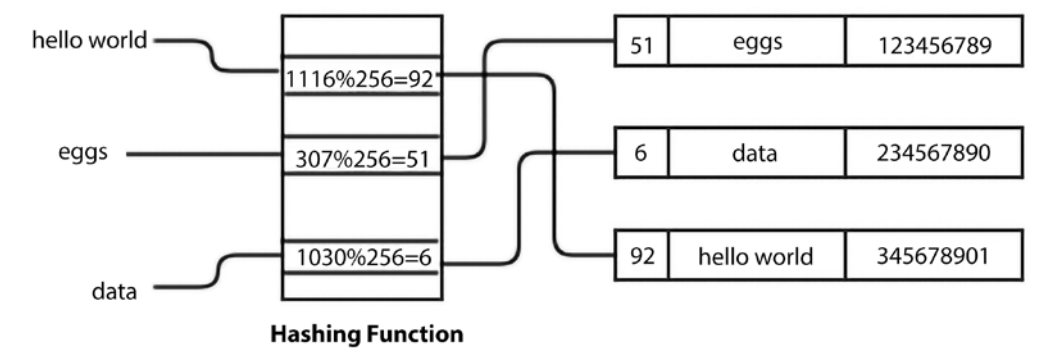 hello world
1116%256=92
51 eggs 123456789
eggs
307%256=51
6 data 234567890
data
1030%256=6
92 hello world 345678901
Hashing Function